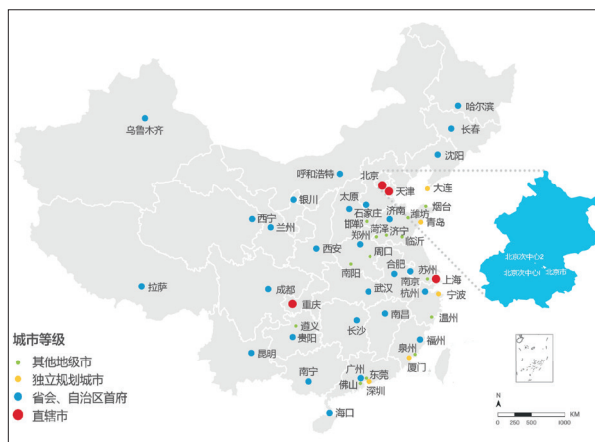 哈尔滨
乌鲁木齐
长春
沈阳
呼和浩特
北京
天津
大连
银川
太原
石家庄
烟台
济南
潍坊
青岛
西宁
兰州
邯郸
菏泽
济宁
临沂
郑州
西安
周口
南阳
合肥
苏州
南京
上海
拉萨
成都
武汉
杭州
宁波
重庆
南昌
温州
遵义
长沙
贵阳
福州
泉州
厦门
昆明
南宁
广州
东莞
佛山
深圳
海口
北京次中心2
北京次中心1
北京市
城市等级
其他地级市
独立规划城市
省会、自治区首府
直辖市
N
0
500
1000
KM